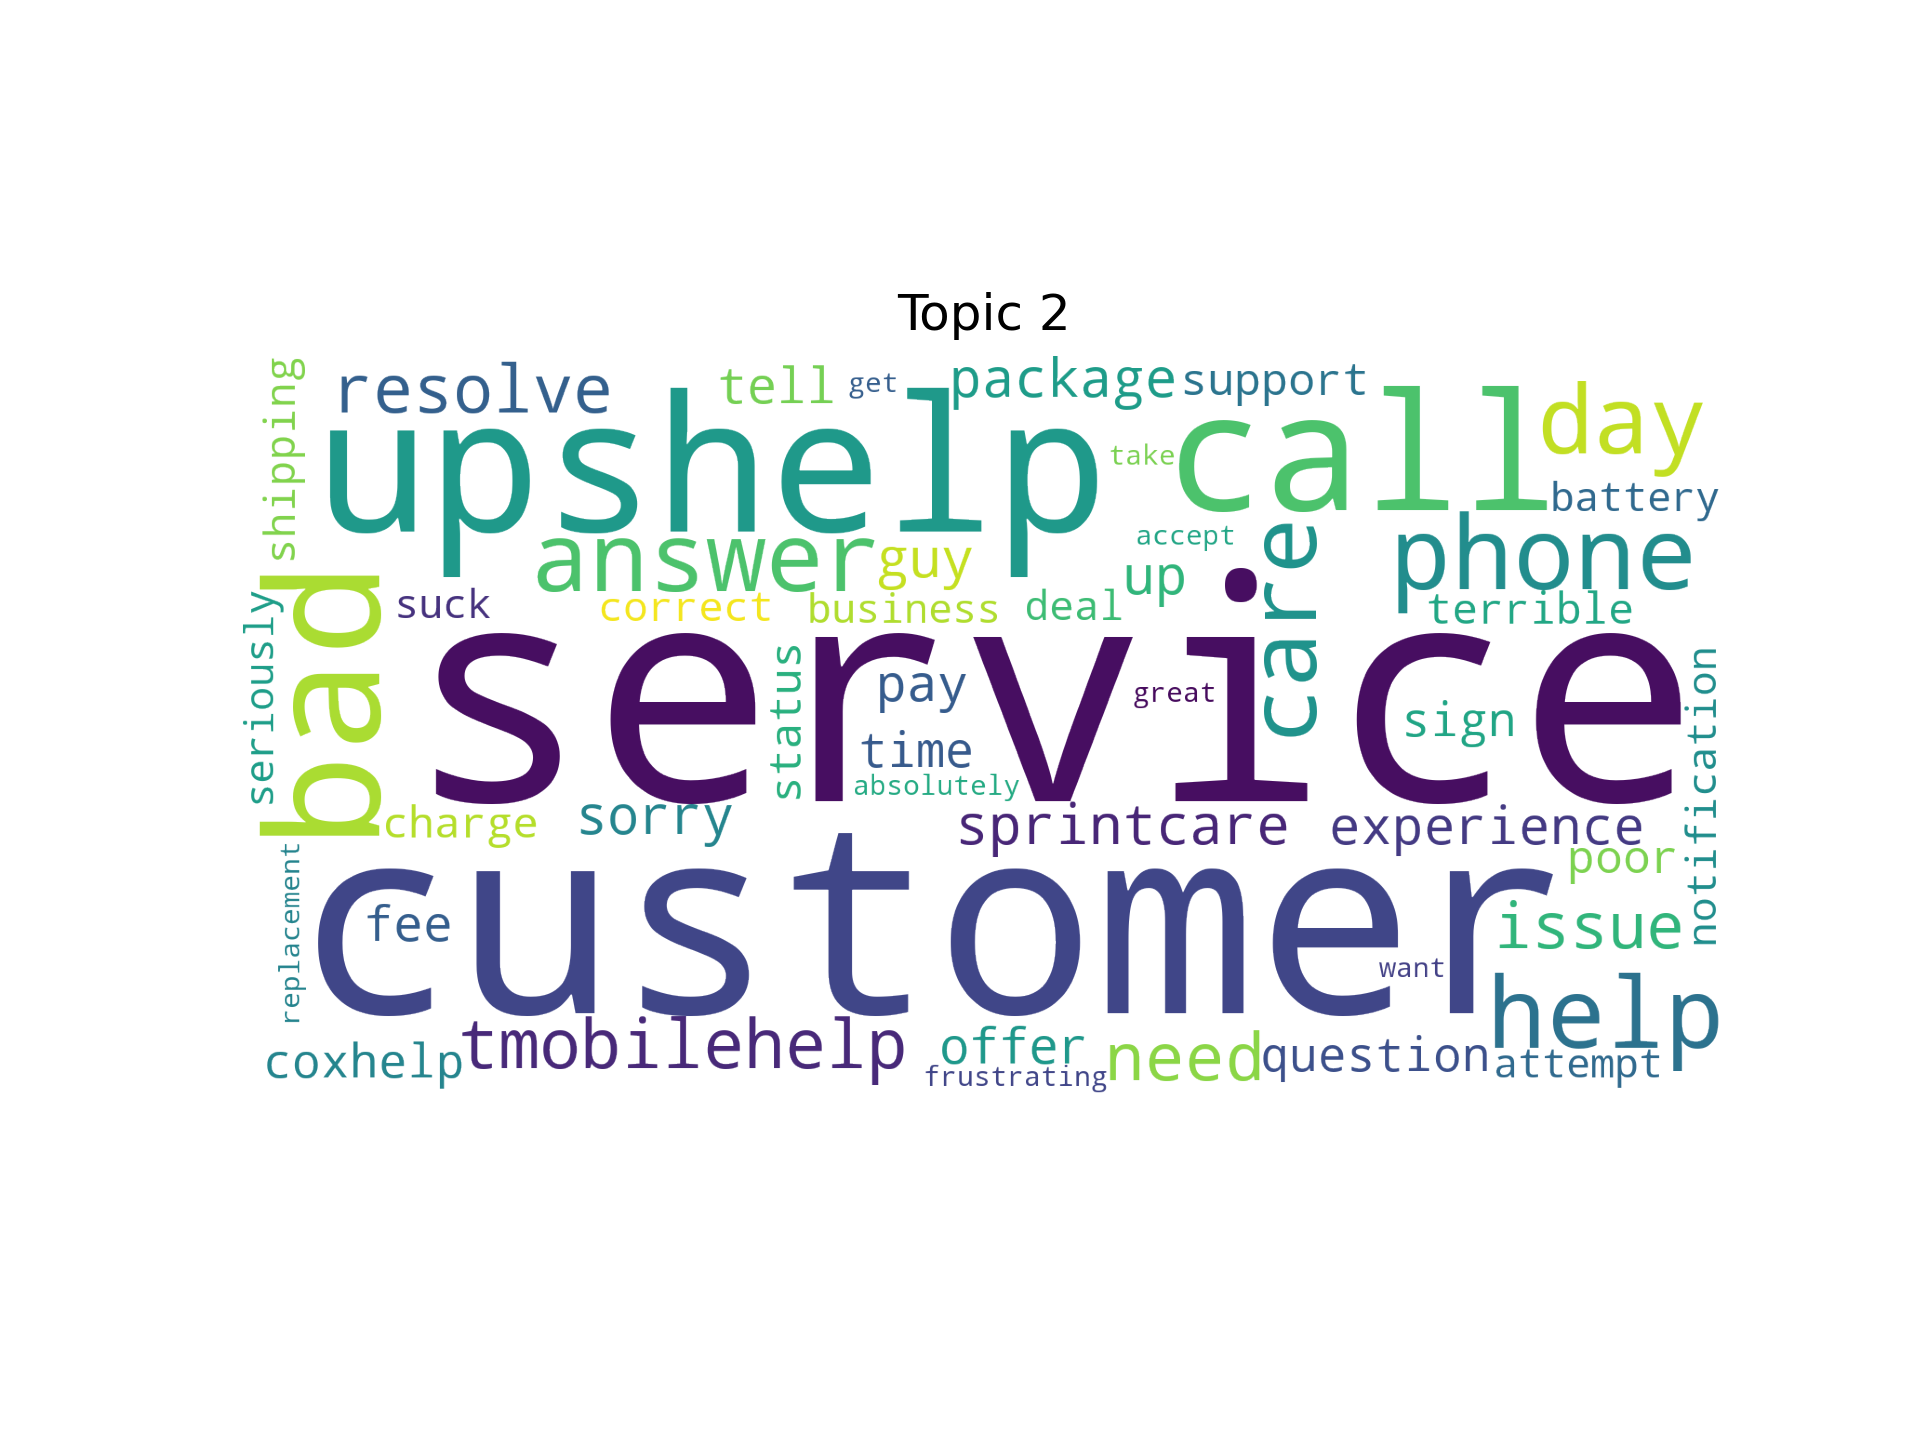 Topic 2
shipping
resolve
tell
get
package
support
upshelp
call
day
take
battery
answer
guy
accept
up
care
phone
bad
suck
correct
business
deal
terrible
seriously
service
status
pay
great
sign
notification
time
absolutely
charge
sorry
sprintcare
experience
poor
replacement
customer
fee
issue
want
help
coxhelp
tmobilehelp
offer
frustrating
need
question
attempt